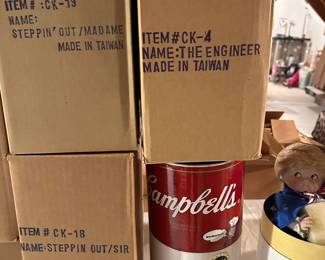 ITEM # :CK-19
NAME:
STEPPIN' OUT/MADAME
MADE IN TAIWAN
ITEM # CK-4
NAME: THE ENGINEER
MADE IN TAIWAN
ITEM # CK-18
NAME: STEPPIN OUT/SIR
Campbell's